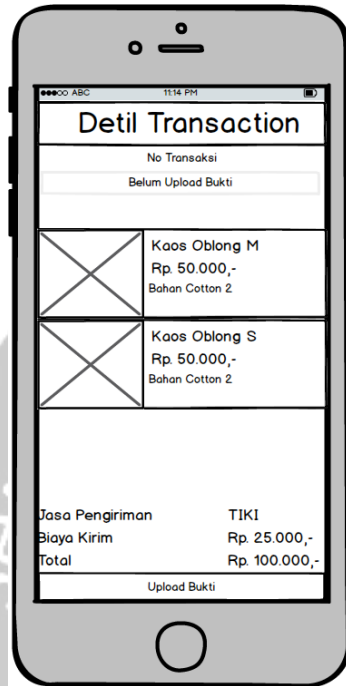 ABC 11:14 PM
Detil Transaction
No Transaksi
Belum Upload Bukti
Kaos Oblong M
Rp. 50.000,-
Bahan Cotton 2
Kaos Oblong S
Rp. 50.000,-
Bahan Cotton 2
Jasa Pengiriman TIKI
Biaya Kirim Rp. 25.000,-
Total Rp. 100.000,-
Upload Bukti